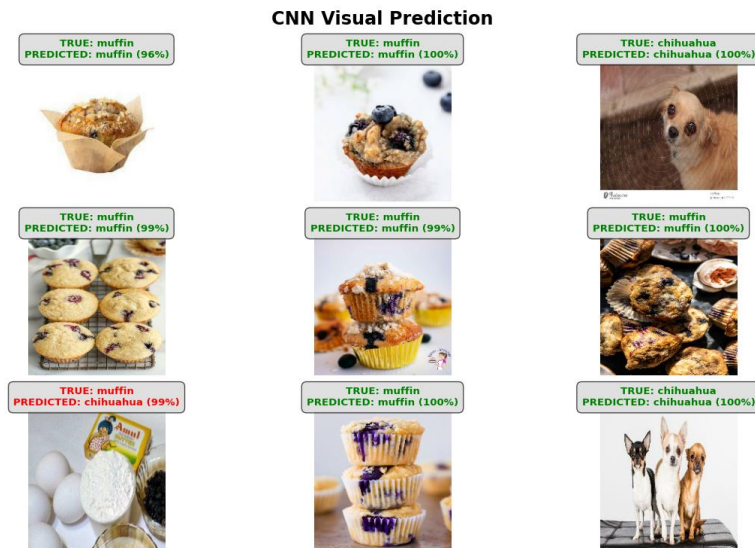 CNN Visual Prediction
TRUE: muffin
PREDICTED: muffin (96%)
TRUE: muffin
PREDICTED: muffin (100%)
TRUE: chihuahua
PREDICTED: chihuahua (100%)
TRUE: muffin
PREDICTED: muffin (99%)
TRUE: muffin
PREDICTED: muffin (99%)
TRUE: muffin
PREDICTED: muffin (100%)
TRUE: muffin
PREDICTED: chihuahua (99%)
TRUE: muffin
PREDICTED: muffin (100%)
TRUE: chihuahua
PREDICTED: chihuahua (100%)
Amul